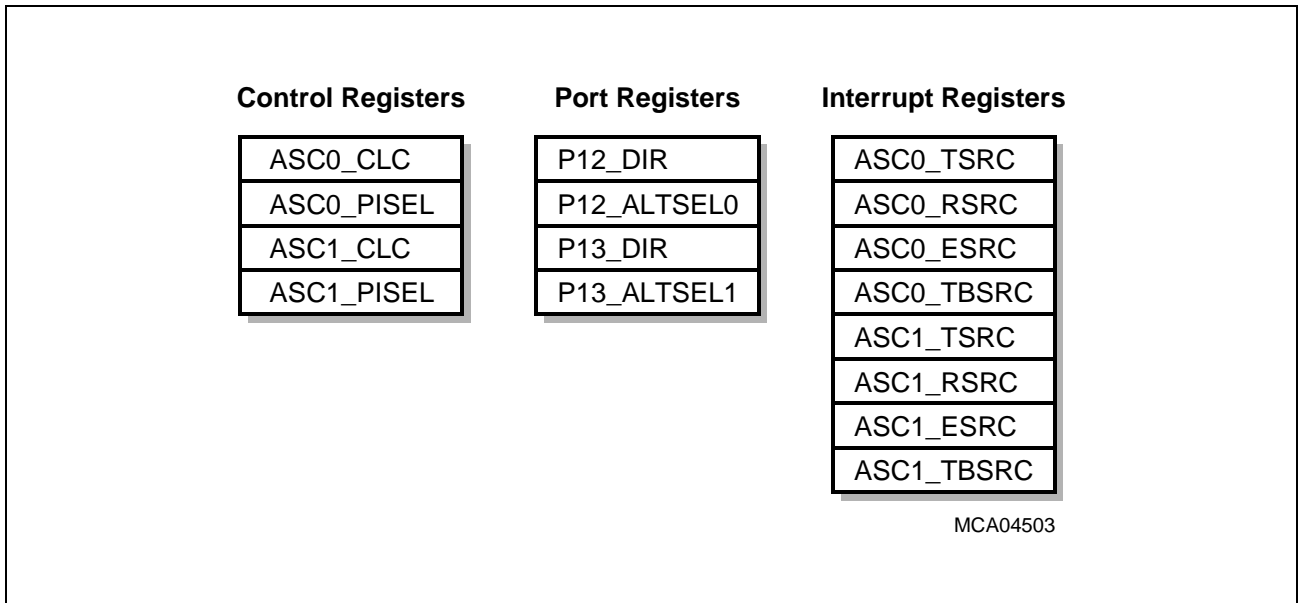 Control Registers
ASC0_CLC
ASC0_PISEL
ASC1_CLC
ASC1_PISEL
Port Registers
P12_DIR
P12_ALTSEL0
P13_DIR
P13_ALTSEL1
Interrupt Registers
ASC0_TSRC
ASC0_RSRC
ASC0_ESRC
ASC0_TBSRC
ASC1_TSRC
ASC1_RSRC
ASC1_ESRC
ASC1_TBSRC
MCA04503